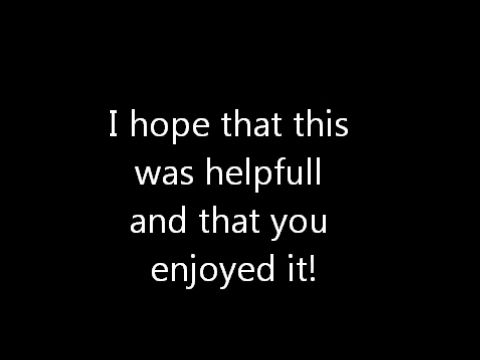 I hope that this
was helpfull
and that you
enjoyed it!